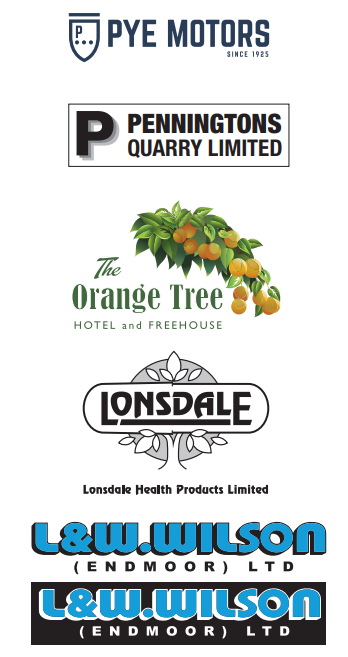 P
PYE MOTORS
SINCE 1925
P PENNINGTONS
QUARRY LIMITED
The
Orange Tree
HOTEL and FREEHOUSE
LONSDALE
Lonsdale Health Products Limited
L&W.WILSON
(ENDMOOR) LTD
L&W.WILSON
(ENDMOOR) LTD